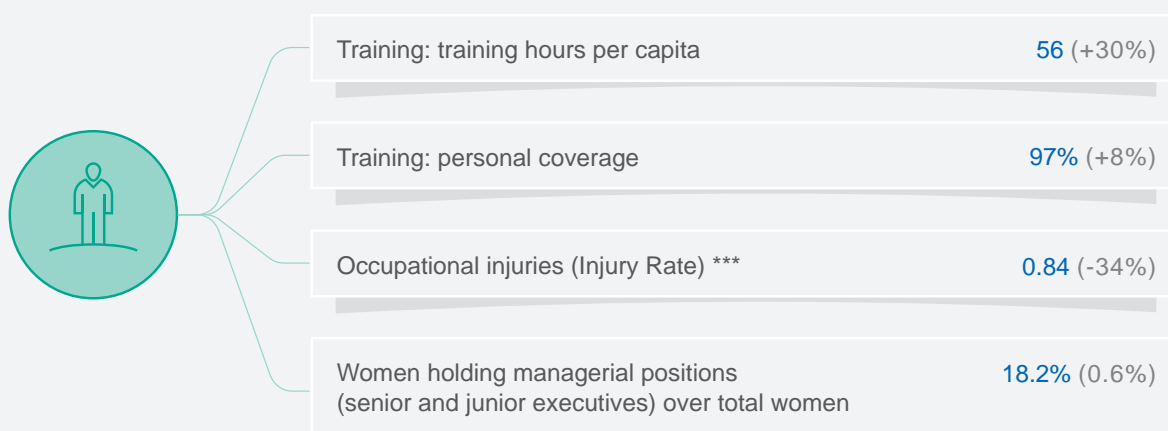 Training: training hours per capita 56 (+30%)
Training: personal coverage 97% (+8%)
Occupational injuries (Injury Rate) *** 0.84 (-34%)
Women holding managerial positions 18.2% (0.6%)
(senior and junior executives) over total women